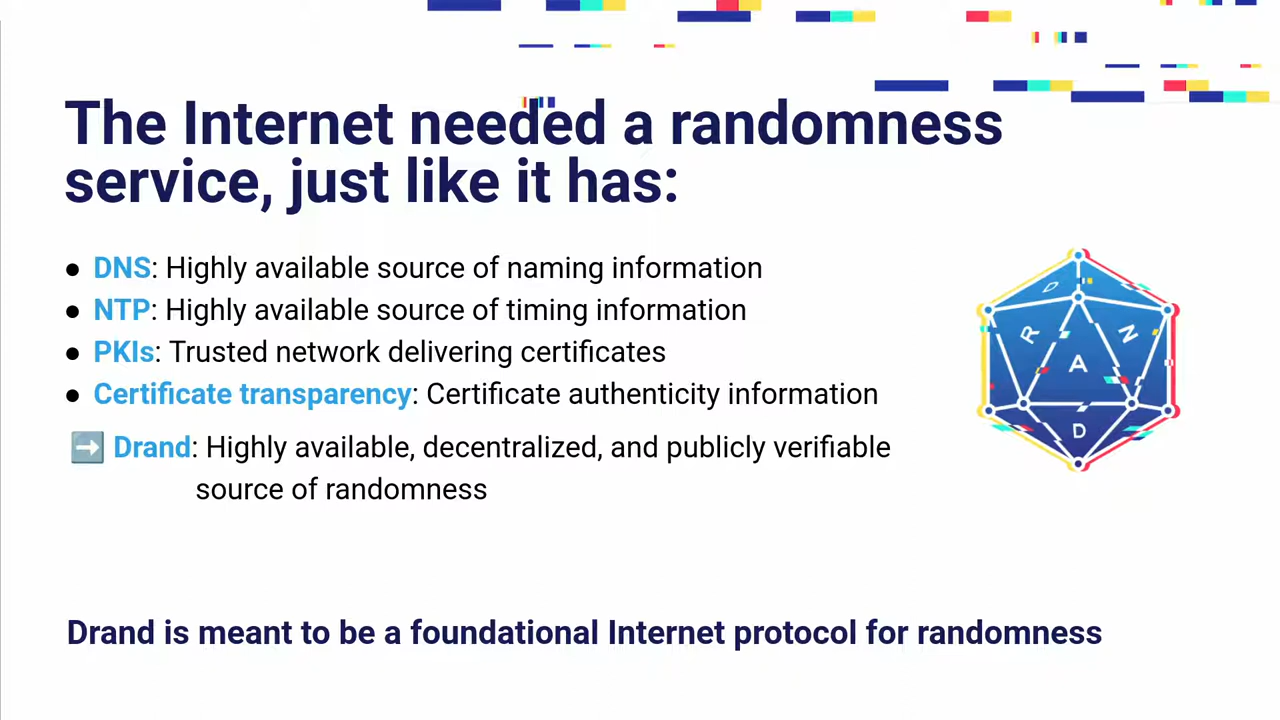 The Internet needed a randomness
service, just like it has:
● DNS: Highly available source of naming information
● NTP: Highly available source of timing information
● PKIs: Trusted network delivering certificates
● Certificate transparency: Certificate authenticity information
➡️ Drand: Highly available, decentralized, and publicly verifiable
source of randomness
D
R A N
D
Drand is meant to be a foundational Internet protocol for randomness